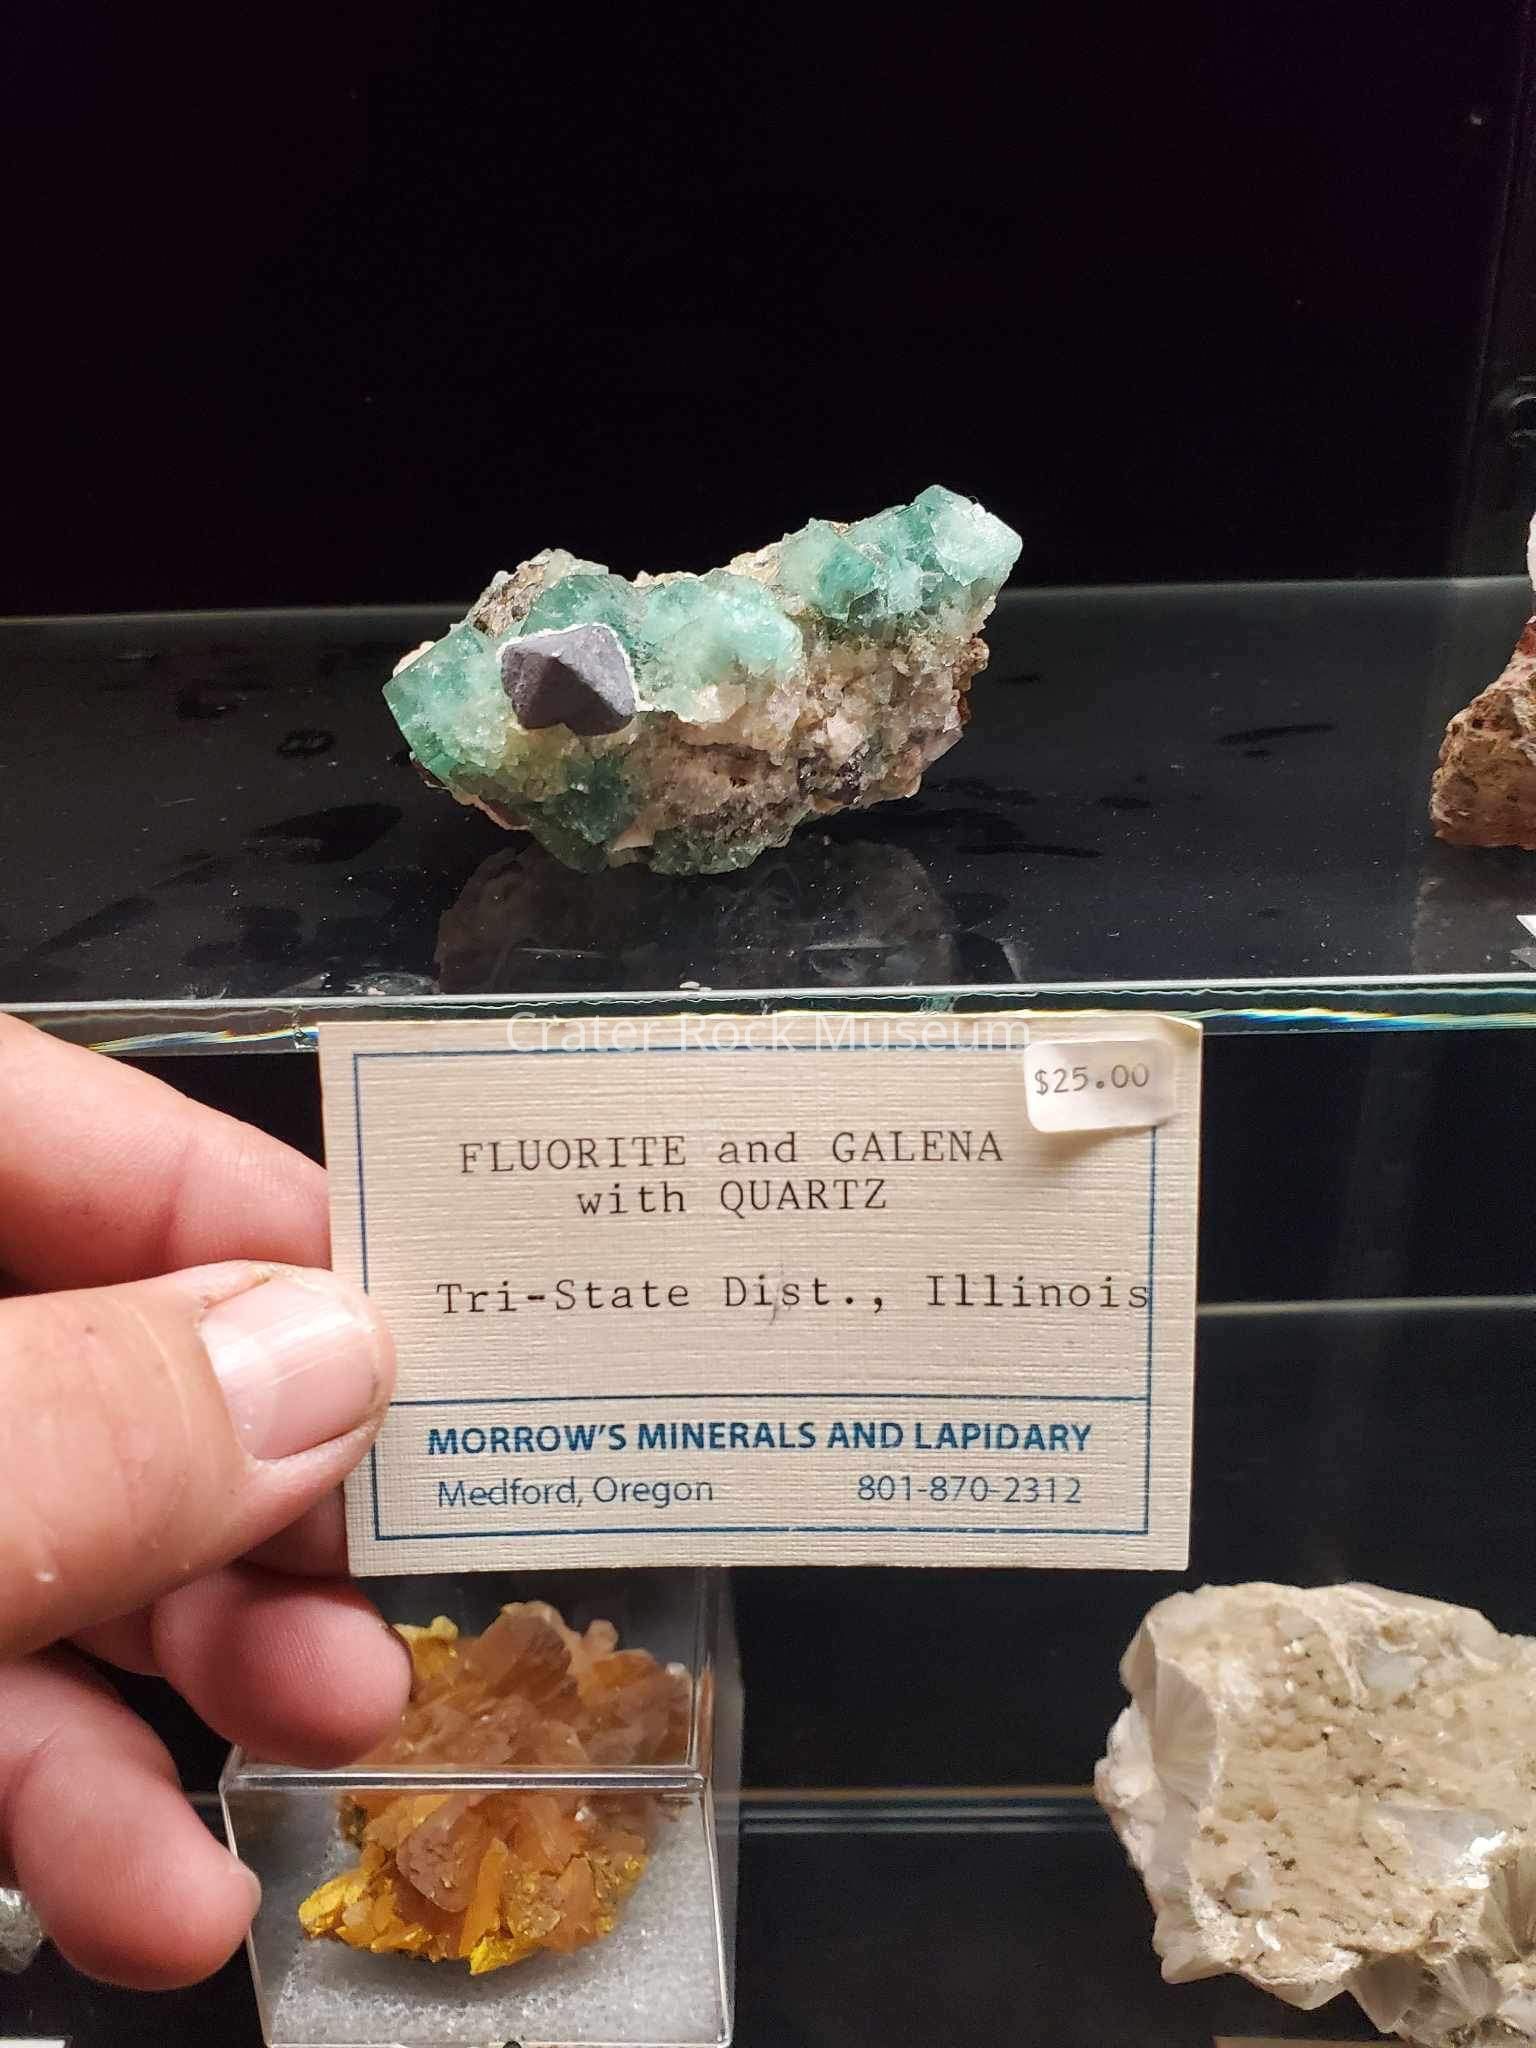 Crater Rock Museum
$25.00
FLUORITE and GALENA
with QUARTZ
Tri-State Dist., Illinois
MORROW'S MINERALS AND LAPIDARY
Medford, Oregon 801-870-2312